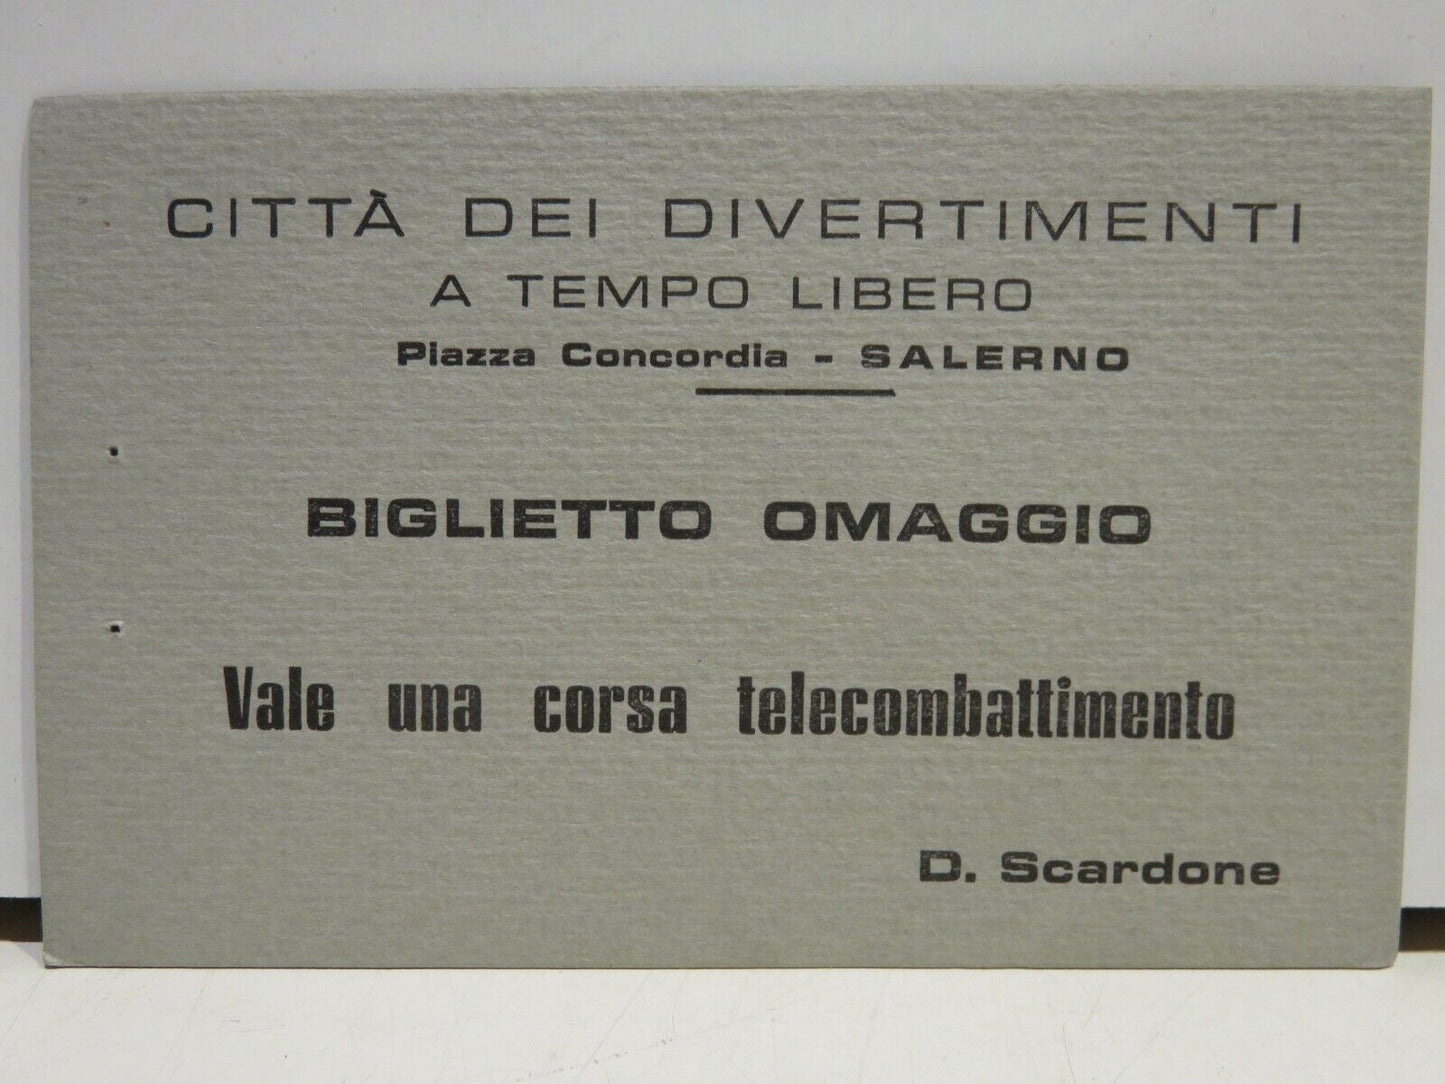 CITTÀ DEI DIVERTIMENTI
A TEMPO LIBERO
Piazza Concordia - SALERNO
BIGLIETTO OMAGGIO
Vale una corsa telecombattimento
D. Scardone